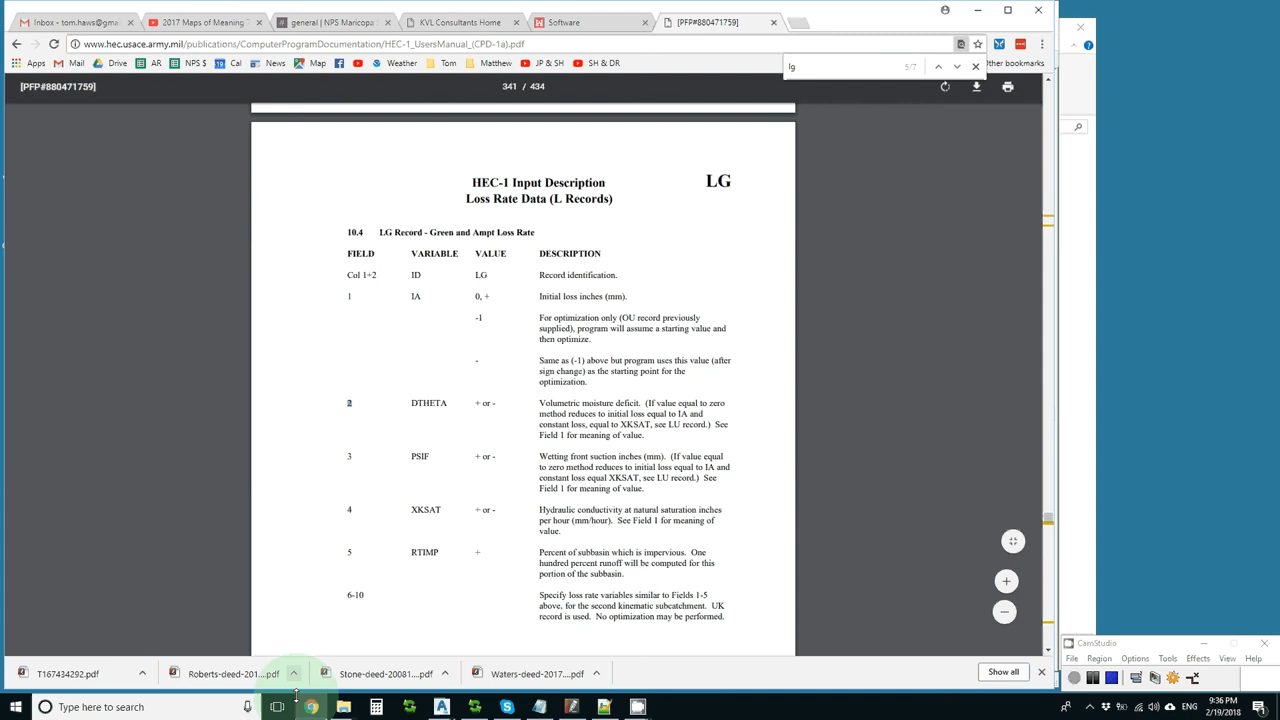 Inbox - tom.haws@gma
2017 Maps of Meaning 1
general | NPS Maricopa
KVL Consultants Home
Software
[PFP#880471759]
www.hec.usace.army.mil/publications/ComputerProgramDocumentation/HEC-1_UsersManual_(CPD-1a).pdf
Apps Mail Drive AR NPS $ Cal News Map f Weather Tom Matthew JP & SH SH & DR Other bookmarks
lg 5/7
[PFP#880471759] 341 / 434
HEC-1 Input Description LG
Loss Rate Data (L Records)
10.4 LG Record - Green and Ampt Loss Rate
FIELD VARIABLE VALUE DESCRIPTION
Col 1+2 ID LG Record identification.
1 IA 0, + Initial loss inches (mm).
-1 For optimization only (OU record previously
supplied), program will assume a starting value and
then optimize.
- Same as (-1) above but program uses this value (after
sign change) as the starting point for the
optimization.
2 DTHETA + or - Volumetric moisture deficit. (If value equal to zero
method reduces to initial loss equal to IA and
constant loss, equal to XKSAT, see LU record.) See
Field 1 for meaning of value.
3 PSIF + or - Wetting front suction inches (mm). (If value equal
to zero method reduces to initial loss equal to IA and
constant loss equal XKSAT, see LU record.) See
Field 1 for meaning of value.
4 XKSAT + or - Hydraulic conductivity at natural saturation inches
per hour (mm/hour). See Field 1 for meaning of
value.
5 RTIMP + Percent of subbasin which is impervious. One
hundred percent runoff will be computed for this
portion of the subbasin.
6-10 Specify loss rate variables similar to Fields 1-5
above, for the second kinematic subcatchment. UK
record is used. No optimization may be performed.
T167434292.pdf Roberts-deed-201....pdf Stone-deed-2008....pdf Waters-deed-2017....pdf Show all
CamStudio
File Region Options Tools Effects View Help
Type here to search
9:36 PM
2/19/2018